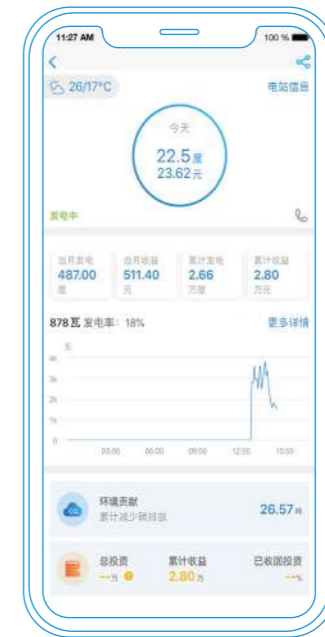 11:27 AM
100 %
26/17°C
电站信息
今天
22.5度
23.62元
发电中
当月发电
487.00
度
当月收益
511.40
元
累计发电
2.66
万度
累计收益
2.80
万元
878瓦 发电率：18%
更多详情
瓦
4k
3k
2k
1k
0
03:00 06:00 09:00 12:00 15:00
环境贡献
累计减少碳排放
26.57吨
总投资
--万
累计收益
2.80万
已收回投资
--%